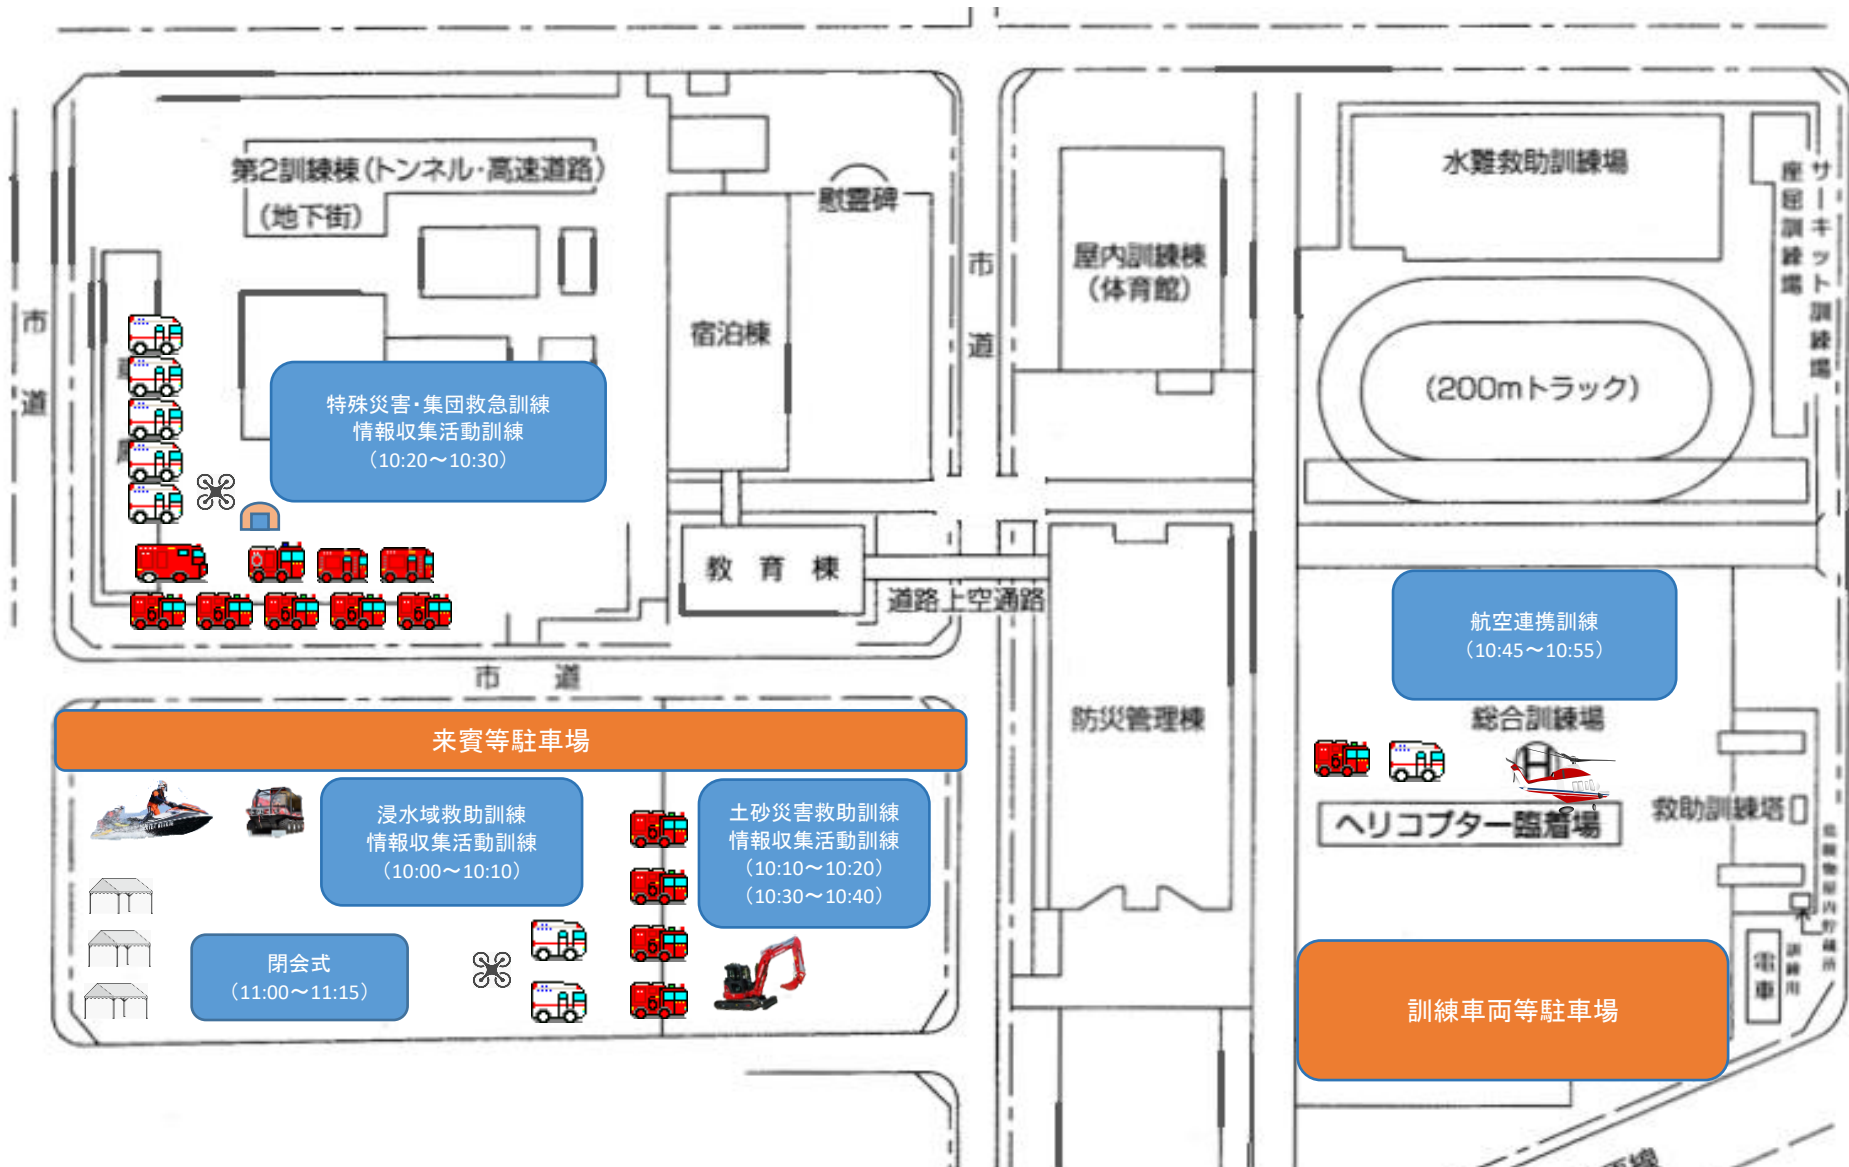 第2訓練棟(トンネル・高速道路)
(地下街)
慰霊碑
宿泊棟
市道
特殊災害・集団救急訓練
情報収集活動訓練
(10:20～10:30)
教育棟
道路上空通路
市道
市道
屋内訓練棟
(体育館)
水難救助訓練場
座屈訓練場
サーキット訓練場
(200mトラック)
航空連携訓練
(10:45～10:55)
総合訓練場
H
ヘリコプター臨着場
救助訓練塔
防災管理棟
来賓等駐車場
浸水域救助訓練
情報収集活動訓練
(10:00～10:10)
土砂災害救助訓練
情報収集活動訓練
(10:10～10:20)
(10:30～10:40)
閉会式
(11:00～11:15)
訓練車両等駐車場
訓練用
電車